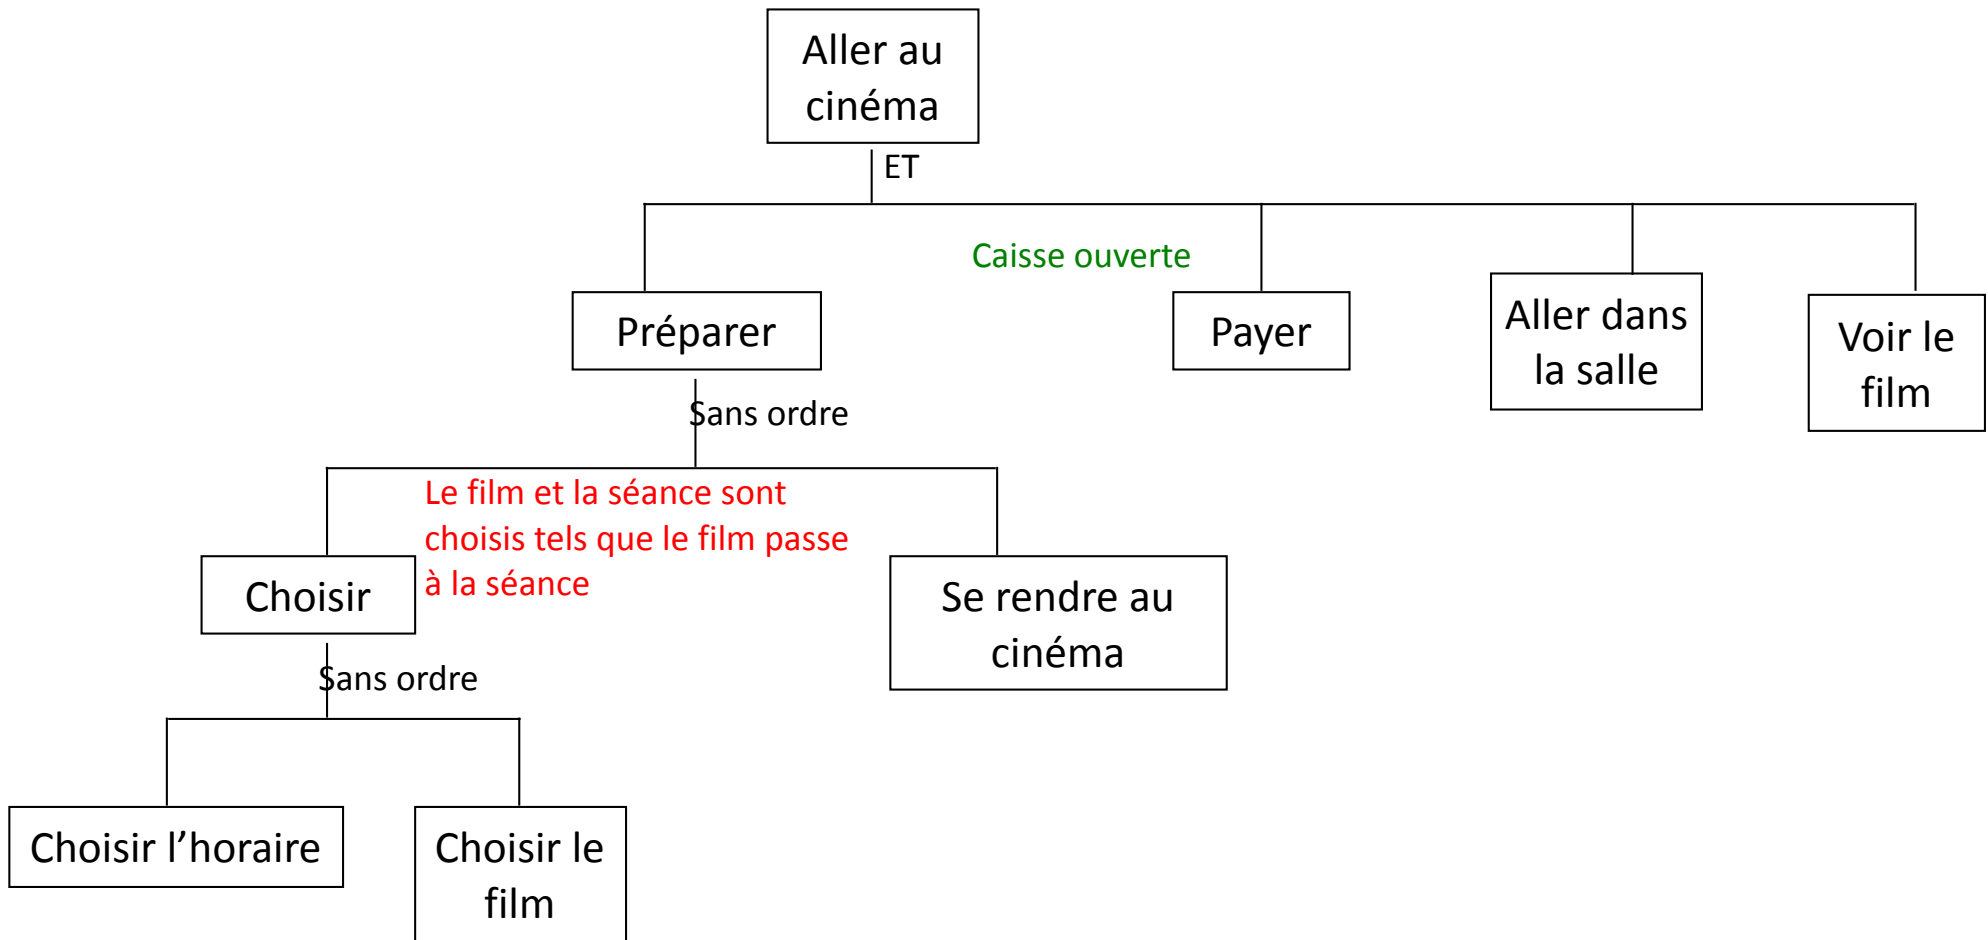 Aller au
cinéma
ET
Caisse ouverte
Préparer
Payer
Aller dans
la salle
Voir le
film
Sans ordre
Le film et la séance sont
choisis tels que le film passe
à la séance
Choisir
Se rendre au
cinéma
Sans ordre
Choisir l’horaire
Choisir le
film